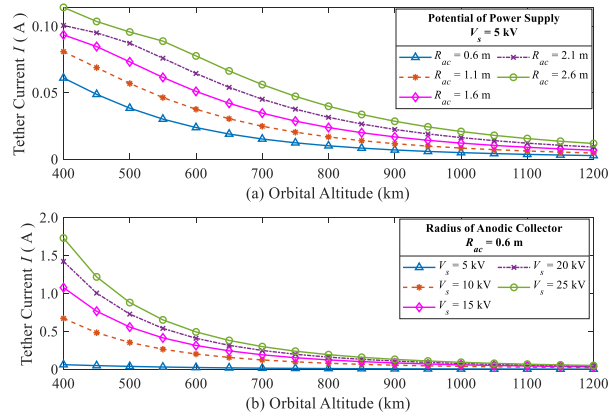 Tether Current I ( A )
0.05
0.1
0
Potential of Power Supply
V_s = 5 kV
R_ac = 0.6 m
R_ac = 2.1 m
R_ac = 1.1 m
R_ac = 2.6 m
R_ac = 1.6 m
400 500 600 700 800 900 1000 1100 1200
(a) Orbital Altitude (km)
Tether Current I ( A )
2.0
1.5
1.0
0.5
0
Radius of Anodic Collector
R_ac = 0.6 m
V_s = 5 kV
V_s = 20 kV
V_s = 10 kV
V_s = 25 kV
V_s = 15 kV
400 500 600 700 800 900 1000 1100 1200
(b) Orbital Altitude (km)